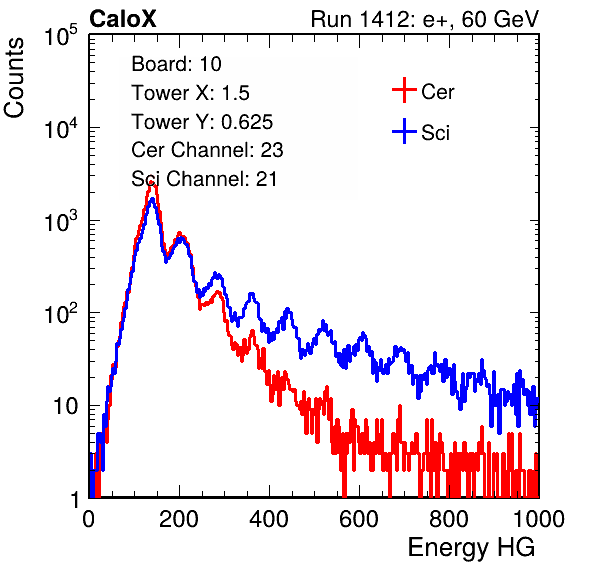 CaloX Run 1412: e+, 60 GeV
Counts
10^5
10^4
10^3
10^2
10
1
Board: 10
Tower X: 1.5
Tower Y: 0.625
Cer Channel: 23
Sci Channel: 21
Cer
Sci
0 200 400 600 800 1000
Energy HG